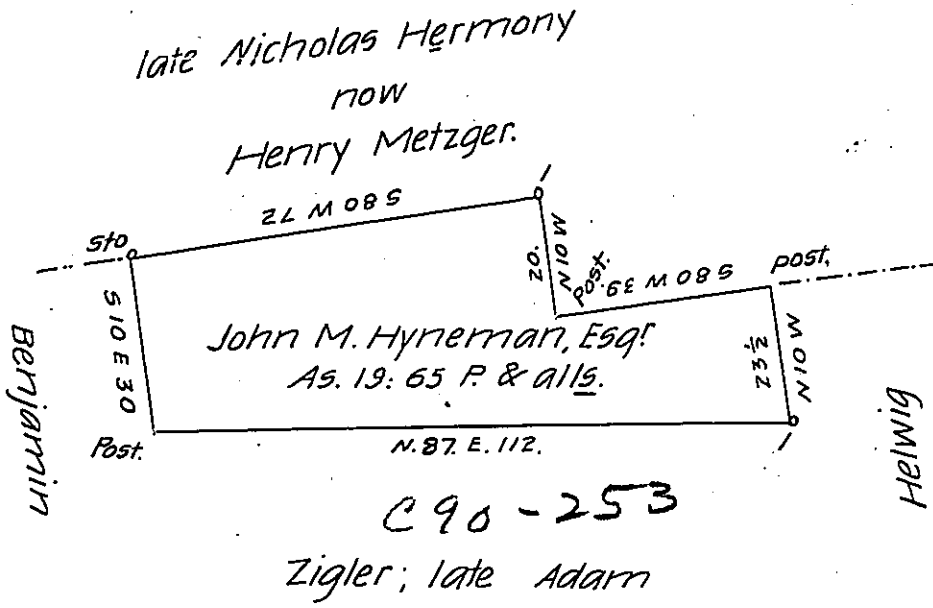 late Nicholas Hermony
now
Henry Metzger.
S 80 W 72
Sto
N 10 W
20.
post.
S 80 W 39.
post,
S 10 E 30
John M. Hyneman, Esqr
As. 19: 65 P. & alls.
N 10 W
23½
Post.
N. 87. E. 112.
Benjamin
Helwig
C90-253
Zigler; late Adam